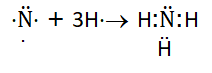 ·N̈· + 3H·→ H:N̈:H
·
Ḧ